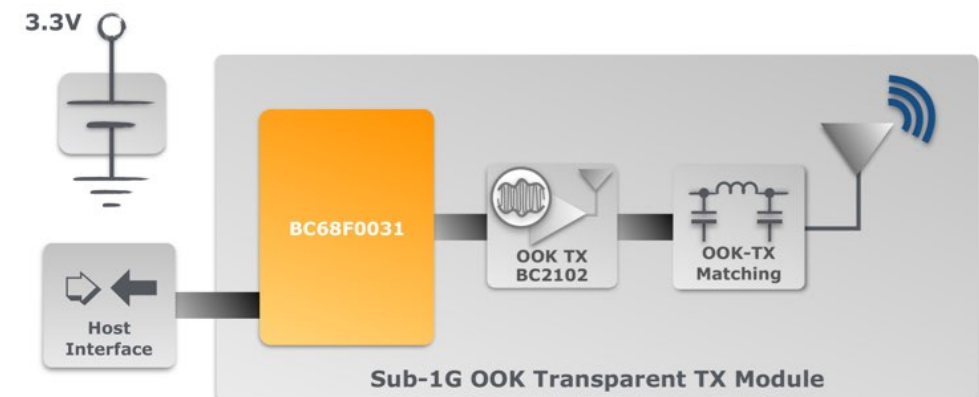 3.3V
BC68F0031
OOK TX
BC2102
OOK-TX
Matching
Host
Interface
Sub-1G OOK Transparent TX Module